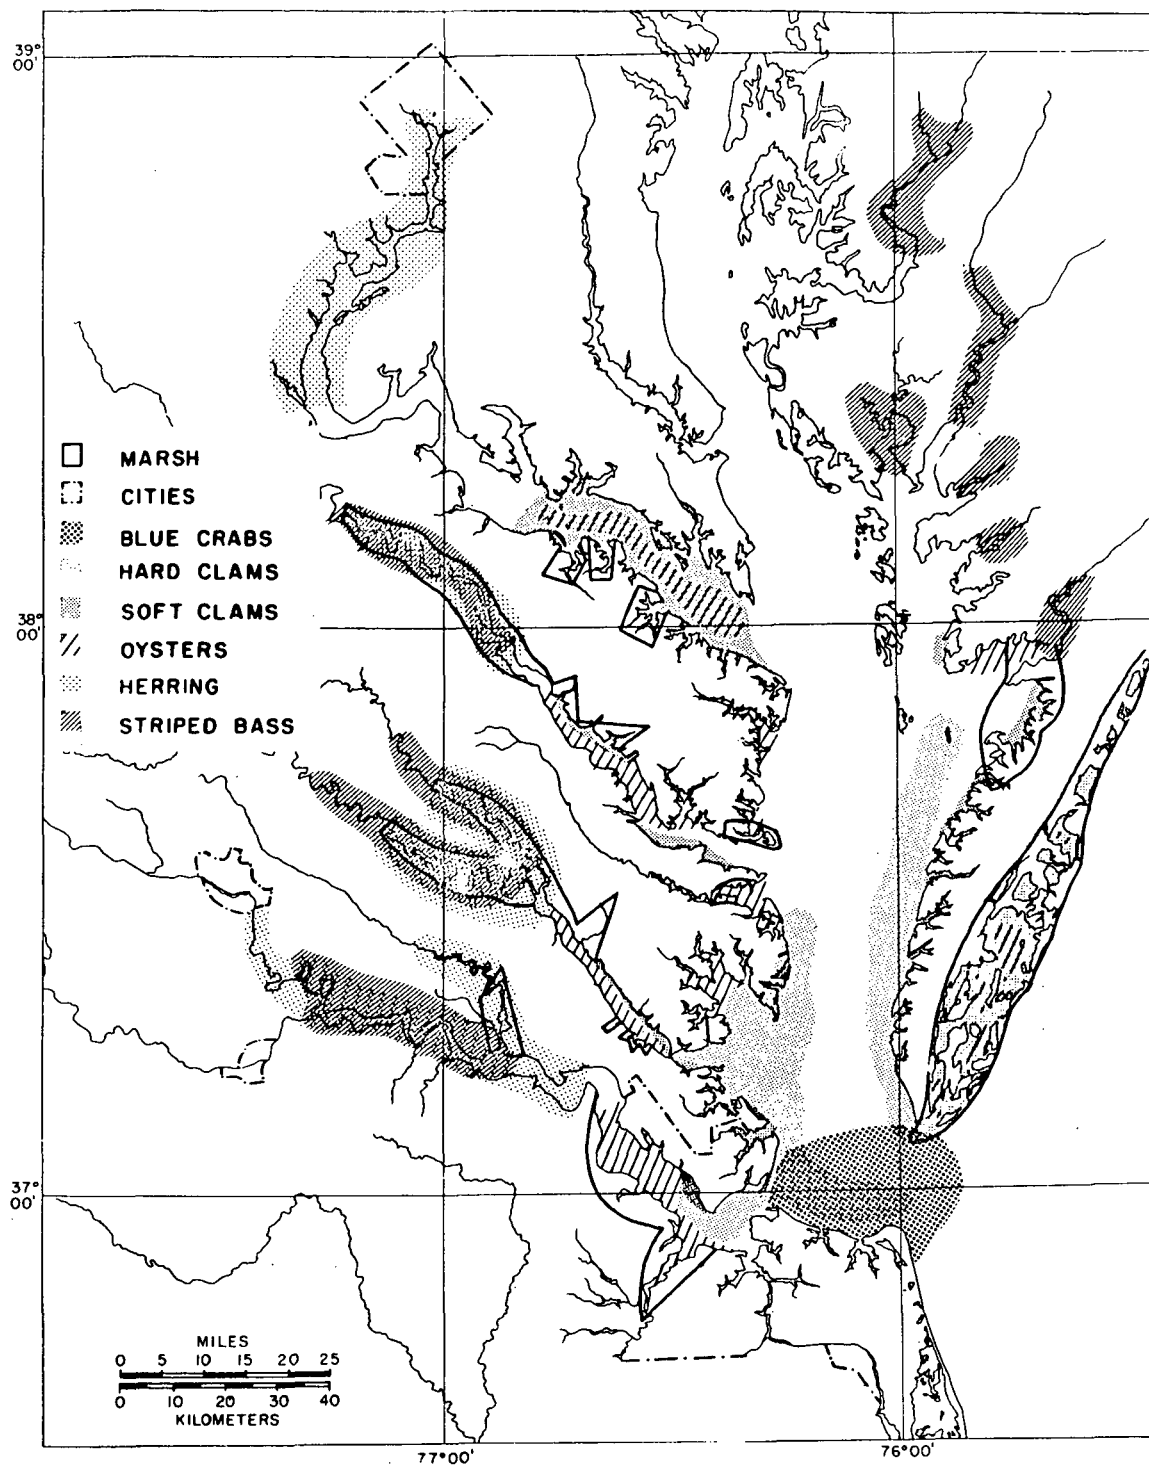 39°
00'
MARSH
CITIES
BLUE CRABS
HARD CLAMS
SOFT CLAMS
OYSTERS
HERRING
STRIPED BASS
38°
00'
37°
00'
MILES
0 5 10 15 20 25
0 10 20 30 40
KILOMETERS
77°00'
76°00'